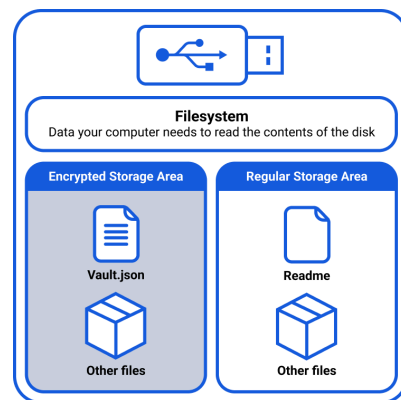 Filesystem
Data your computer needs to read the contents of the disk
Encrypted Storage Area
Vault.json
Other files
Regular Storage Area
Readme
Other files